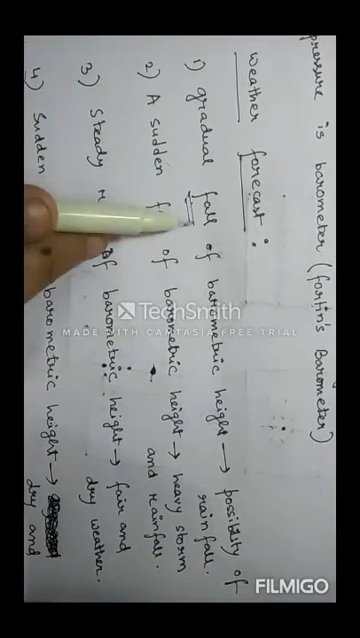 pressure is barometer (fortin's Barometer)
weather forecast:
1) gradual fall of barometric height → possiblity of
rainfall.
2) A sudden of barometric height → heavy storm
and rainfall.
3) Steady of barometric height → fair and
dry weather.
4) Sudden barometric height →
dry and
TechSmith
MADE WITH CAMTASIA FREE TRIAL
FILMIGO